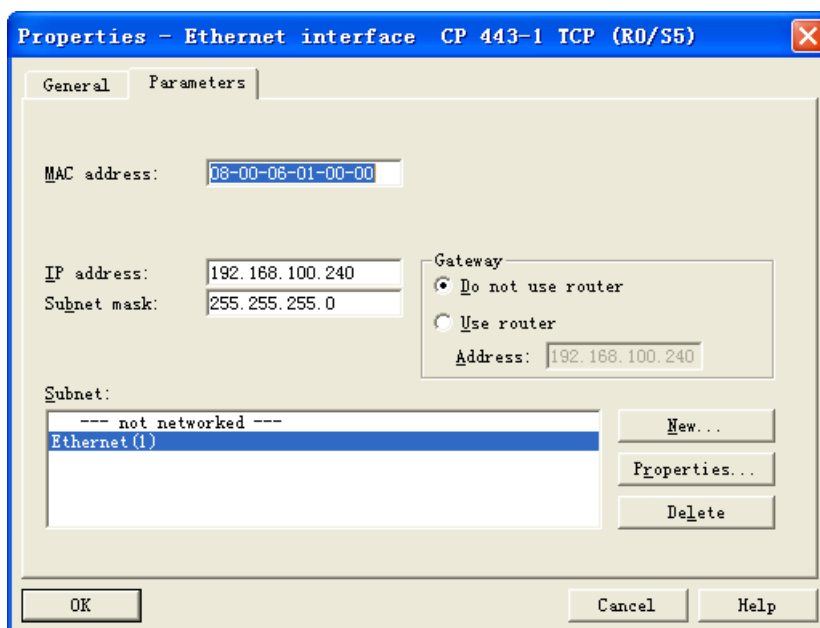 Properties - Ethernet interface  CP 443-1 TCP (R0/S5)
General
Parameters
MAC address:
08-00-06-01-00-00
IP address:
192.168.100.240
Subnet mask:
255.255.255.0
Gateway
Do not use router
Use router
Address:
192.168.100.240
Subnet:
--- not networked ---
Ethernet(1)
New...
Properties...
Delete
OK
Cancel
Help